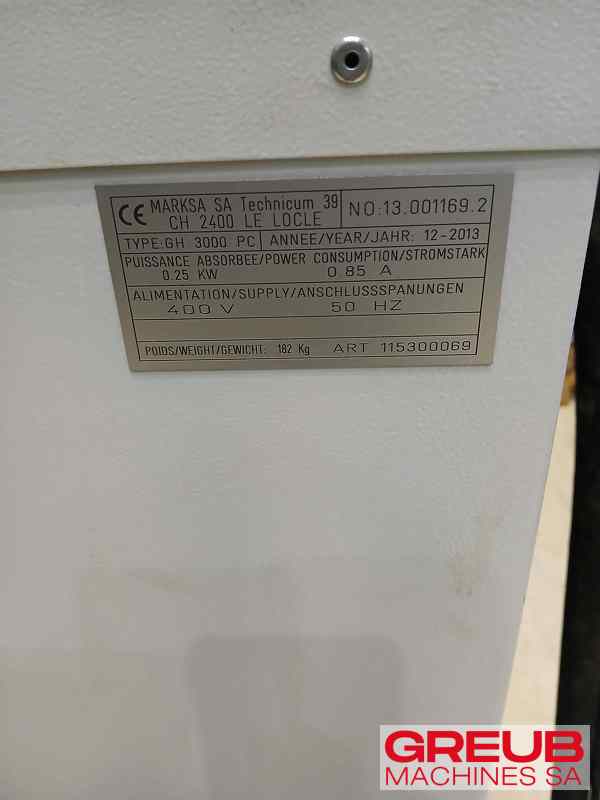 CE MARKSA SA Technicum 39
CH 2400 LE LOCLE
NO:13.001169.2
TYPE:GH 3000 PC ANNEE/YEAR/JAHR: 12-2013
PUISSANCE ABSORBEE/POWER CONSUMPTION/STROMSTARK
0.25 KW 0.85 A
ALIMENTATION/SUPPLY/ANSCHLUSSSPANUNGEN
400 V 50 HZ
POIDS/WEIGHT/GEWICHT: 182 Kg ART 115300069
GREUB
MACHINES SA